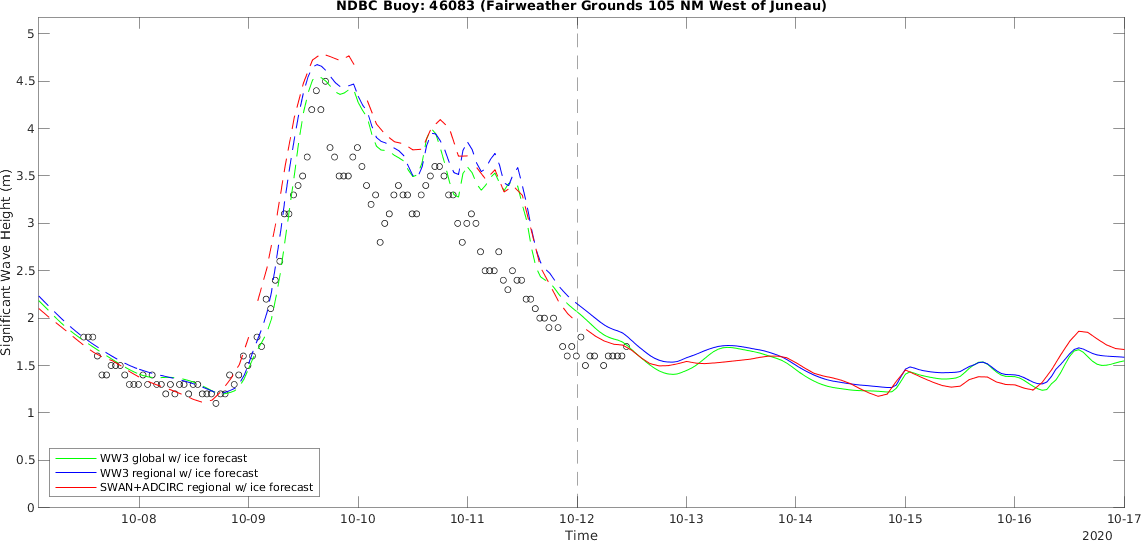 NDBC Buoy: 46083 (Fairweather Grounds 105 NM West of Juneau)
Significant Wave Height (m)
5
4.5
4
3.5
3
2.5
2
1.5
1
0.5
0
WW3 global w/ ice forecast
WW3 regional w/ ice forecast
SWAN+ADCIRC regional w/ ice forecast
10-08 10-09 10-10 10-11 10-12 10-13 10-14 10-15 10-16 10-17
Time
2020